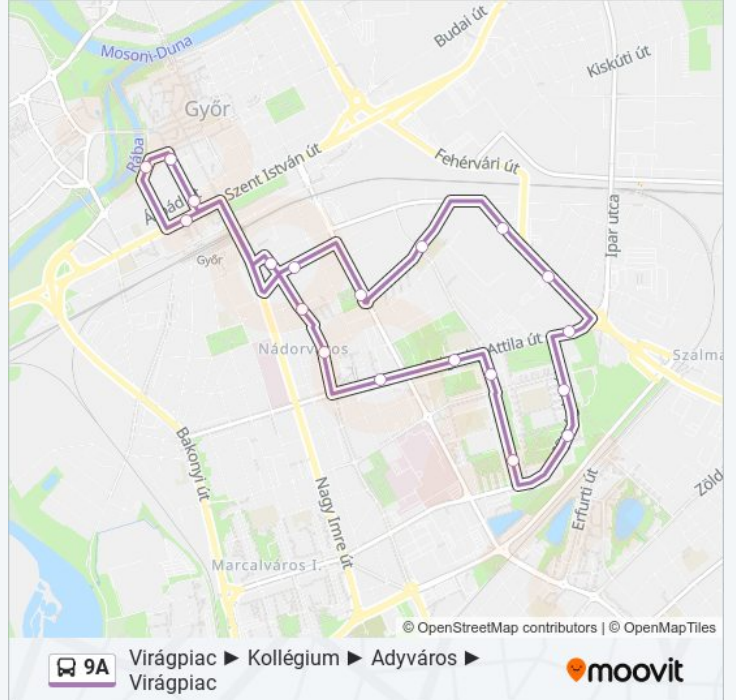 Budai út
Mosoni-Duna
Kiskúti út
Győr
Rába
Szent István út
Fehérvári út
Ipar utca
Győr
Attila út
Nádorváros
Szalma
Bakonyi út
Nagy Imre út
Erfurti út
Zöld
Marcalváros I.
© OpenStreetMap contributors | © OpenMapTiles
9A
Virágpiac ► Kollégium ► Adyváros ►
Virágpiac
moovit